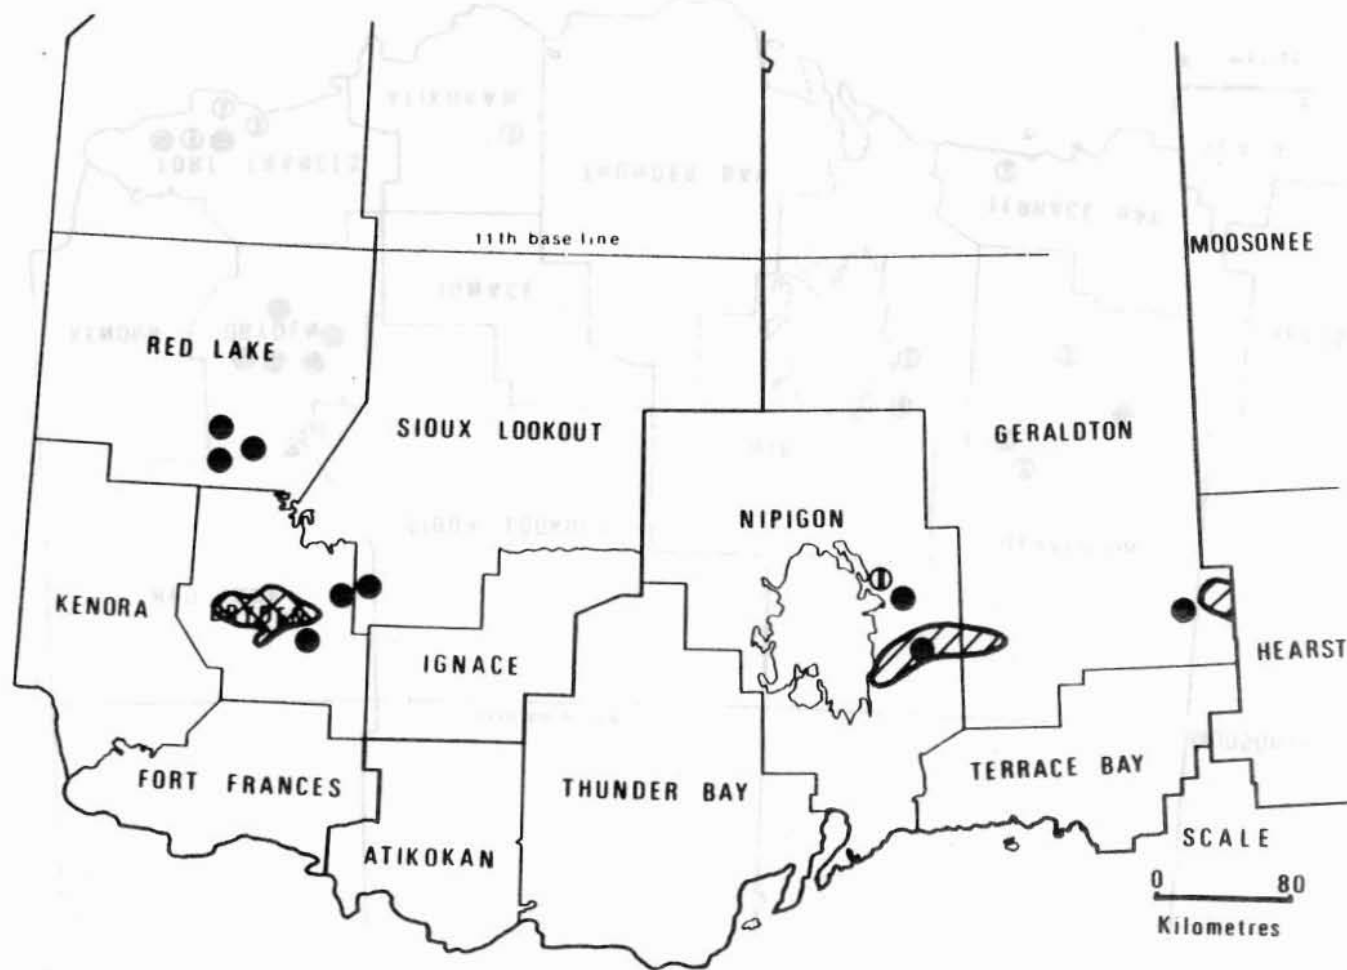 11th base line
MOOSONEE
RED LAKE
SIOUX LOOKOUT
GERALDTON
NIPIGON
KENORA
DRYDEN
IGNACE
HEARST
FORT FRANCES
THUNDER BAY
TERRACE BAY
ATIKOKAN
SCALE
0 80
Kilometres